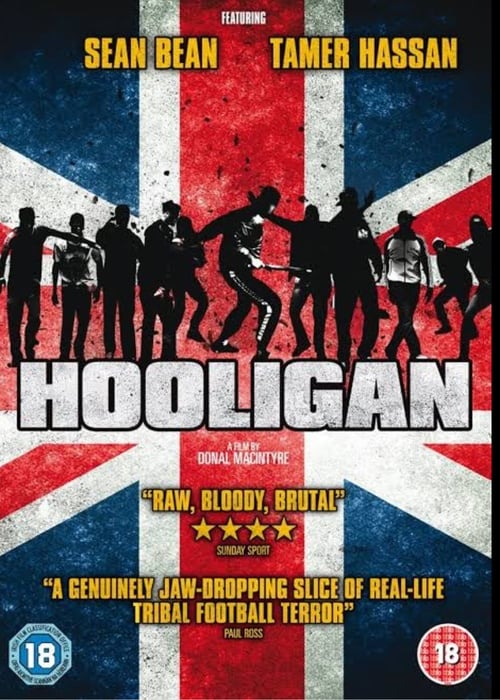 FEATURING
SEAN BEAN TAMER HASSAN
HOOLIGAN
A FILM BY
DONAL MACINTYRE
“RAW, BLOODY, BRUTAL”
SUNDAY SPORT
“A GENUINELY JAW-DROPPING SLICE OF REAL-LIFE
TRIBAL FOOTBALL TERROR”
PAUL ROSS
18
18